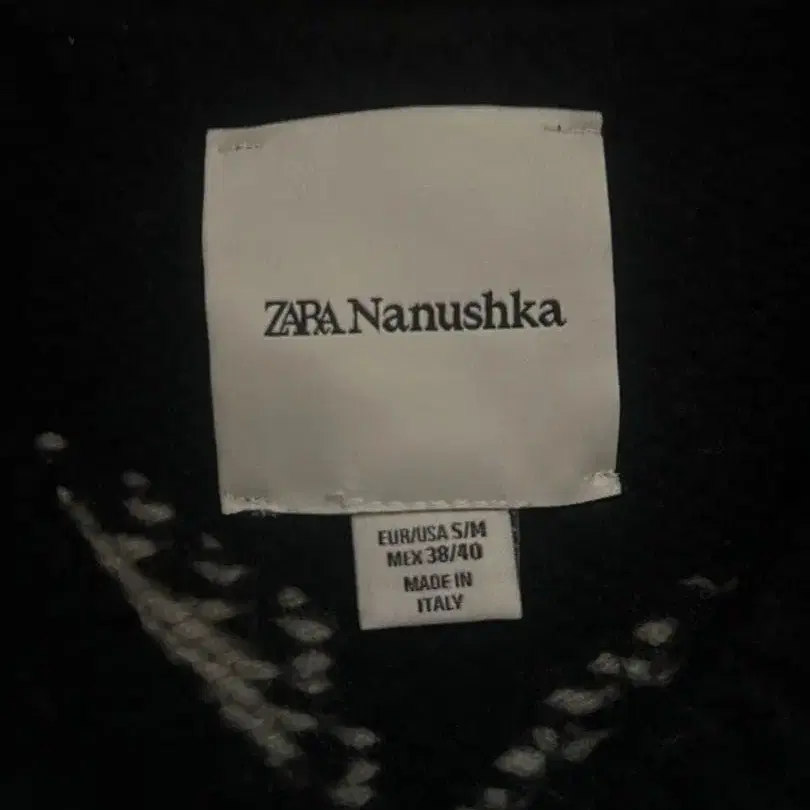 ZARA Nanushka
EUR/USA S/M
MEX 38/40
MADE IN
ITALY